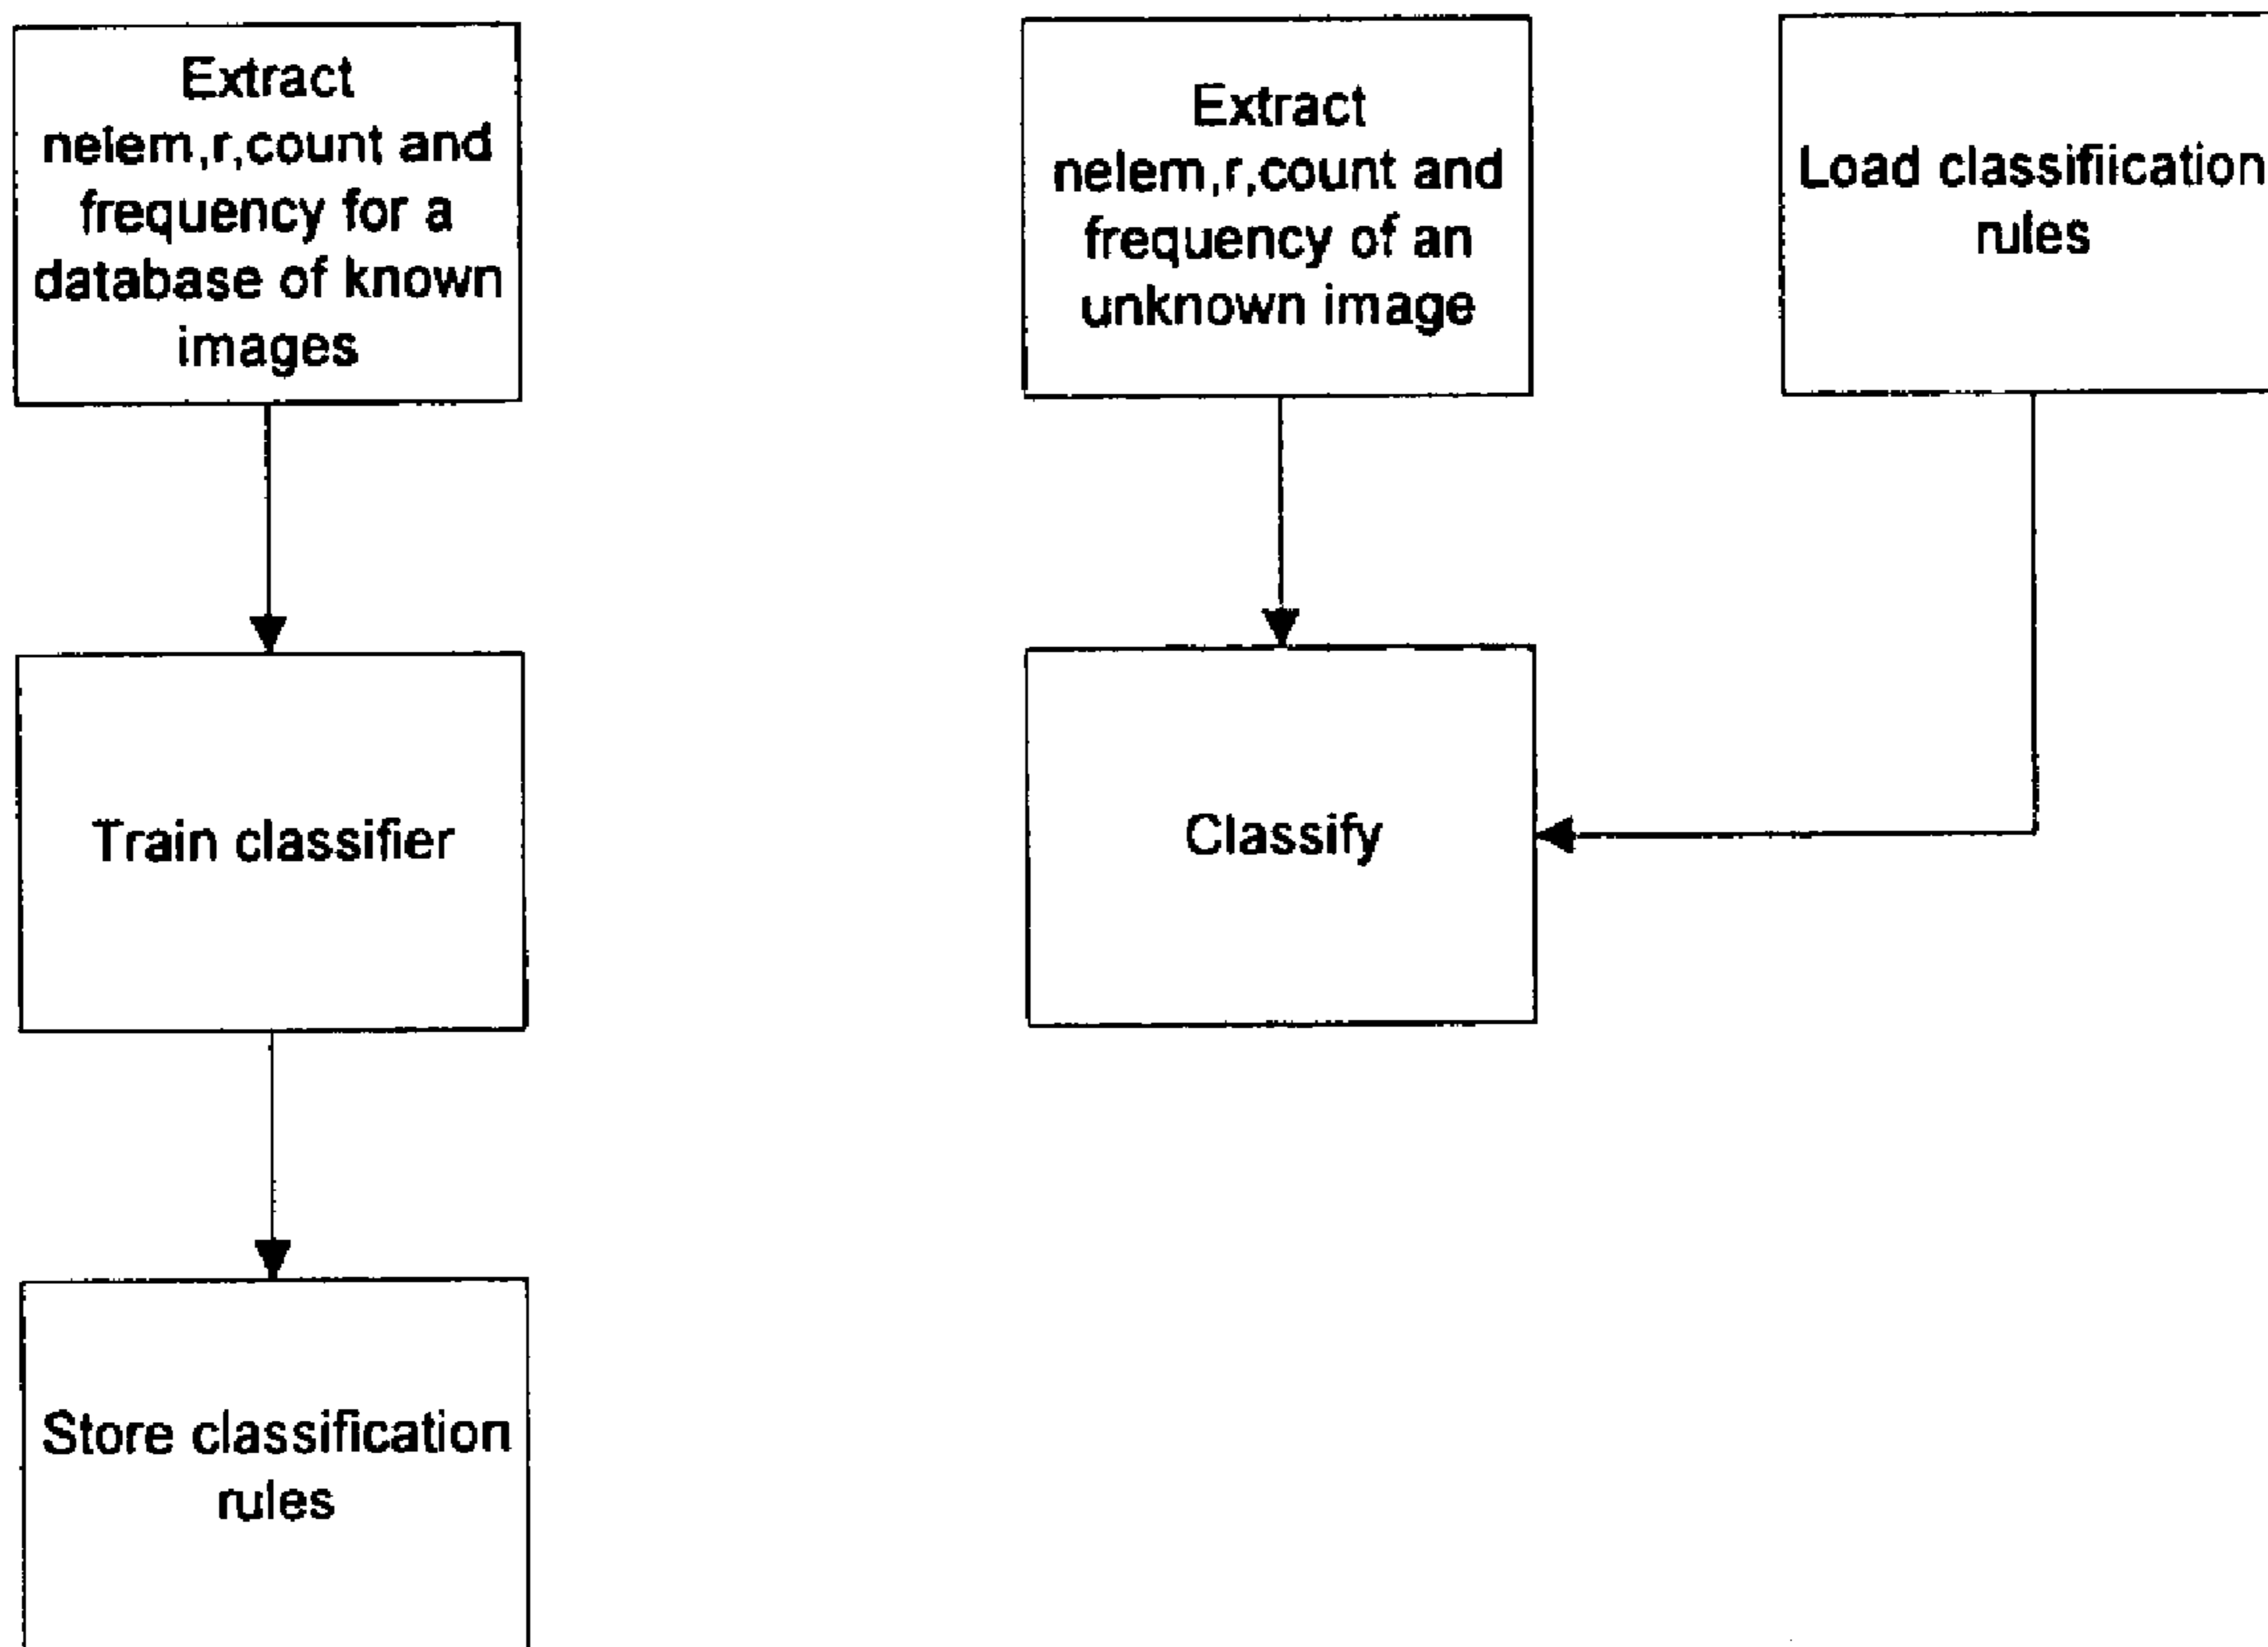 Extract
nelem,r,count and
frequency for a
database of known
images
Train classifier
Store classification
rules
Extract
nelem,r,count and
frequency of an
unknown image
Classify
Load classifiication
rules